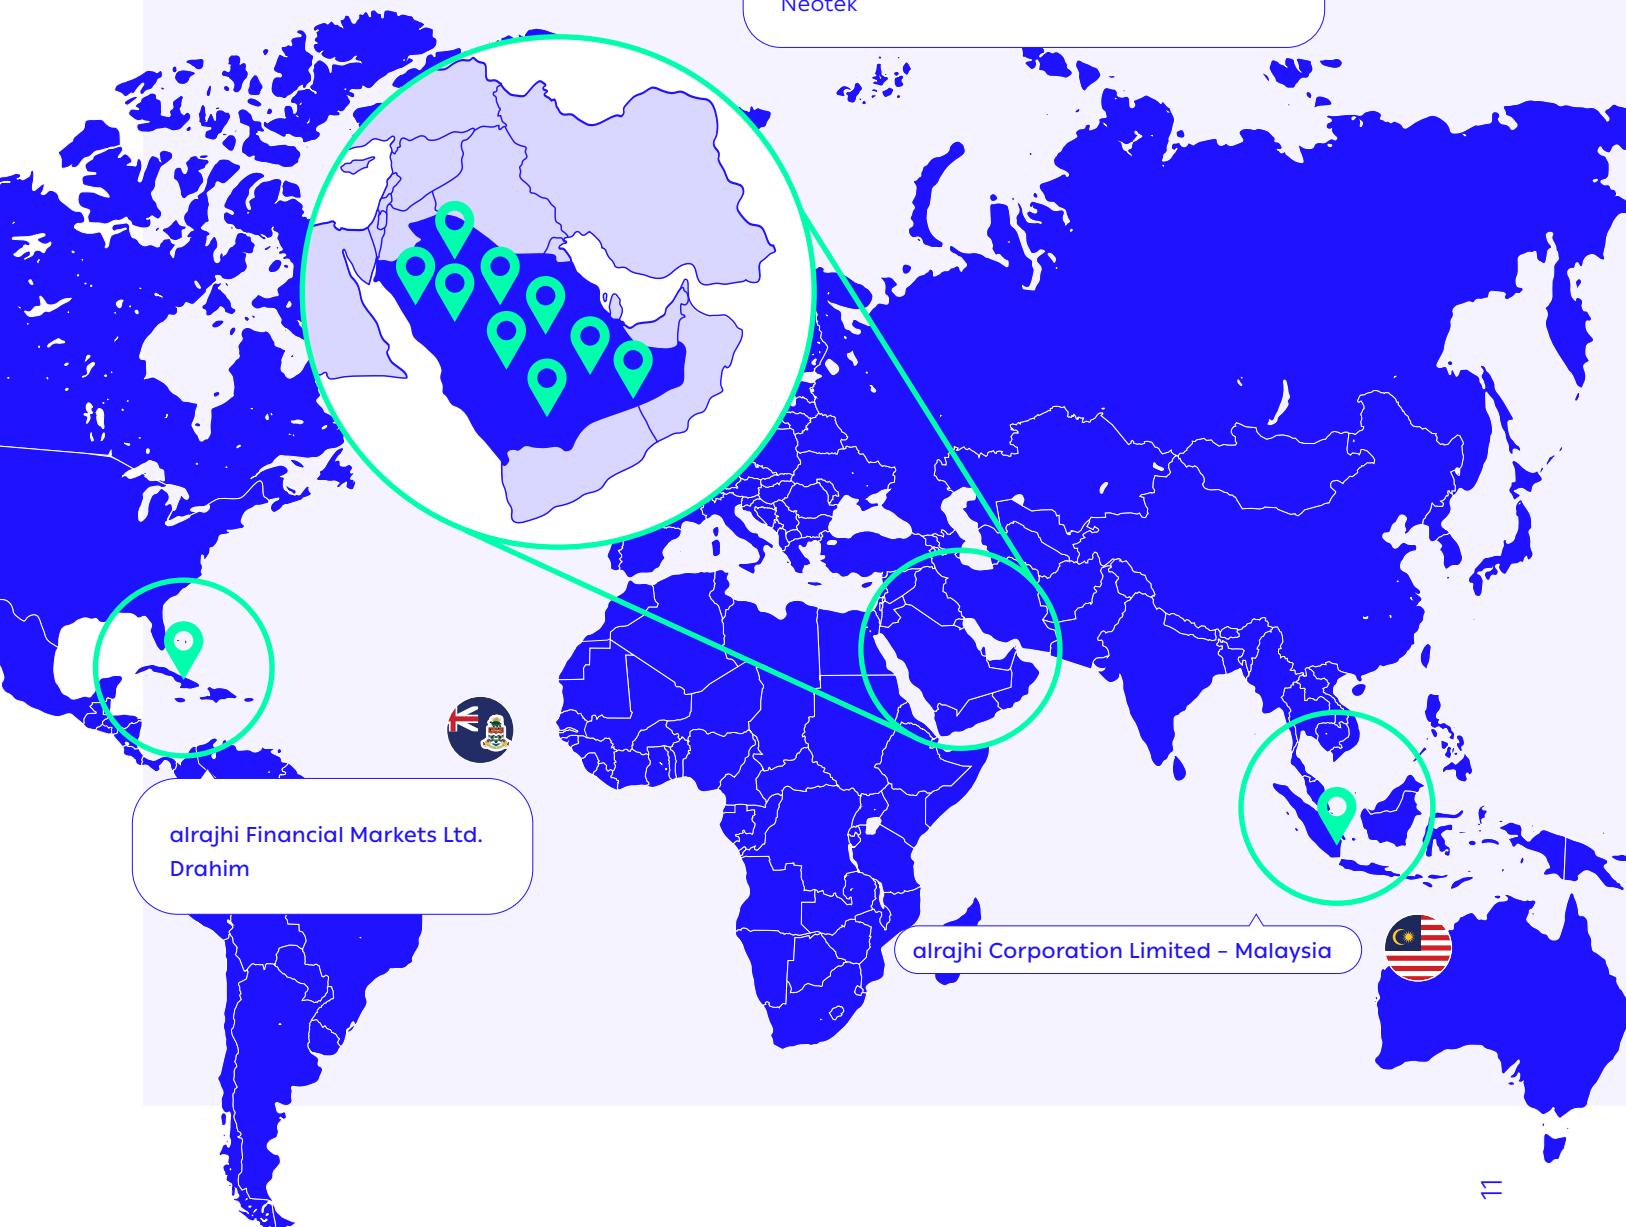 Neotek
alrajhi Financial Markets Ltd.
Drahim
alrajhi Corporation Limited - Malaysia
11